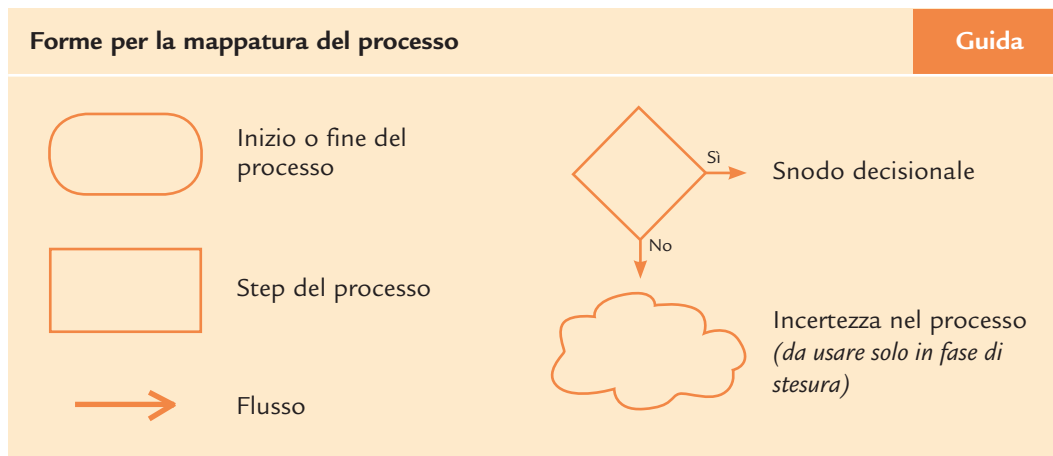 Forme per la mappatura del processo
Guida
Inizio o fine del
processo
Step del processo
Flusso
Sì
No
Snodo decisionale
Incertezza nel processo
(da usare solo in fase di
stesura)